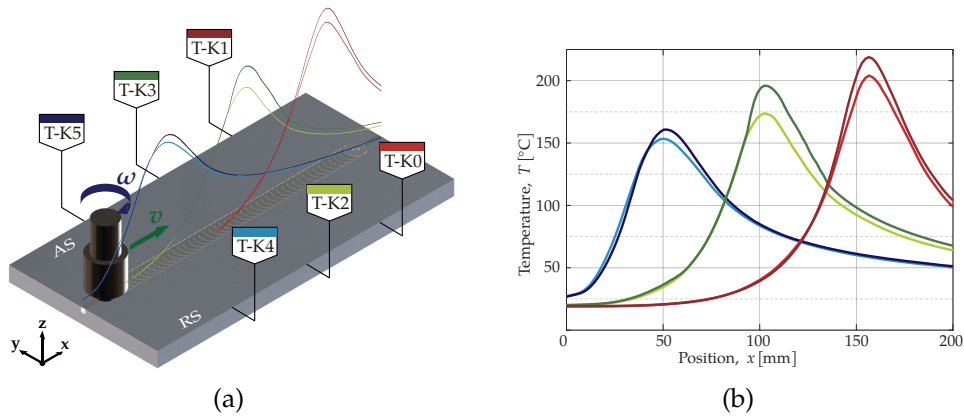 T-K1
T-K3
T-K5
ω
v
AS
T-K0
T-K2
T-K4
RS
z
y
x
(a)
Temperature, T [°C]
200
150
100
50
0
50
100
150
200
Position, x [mm]
(b)